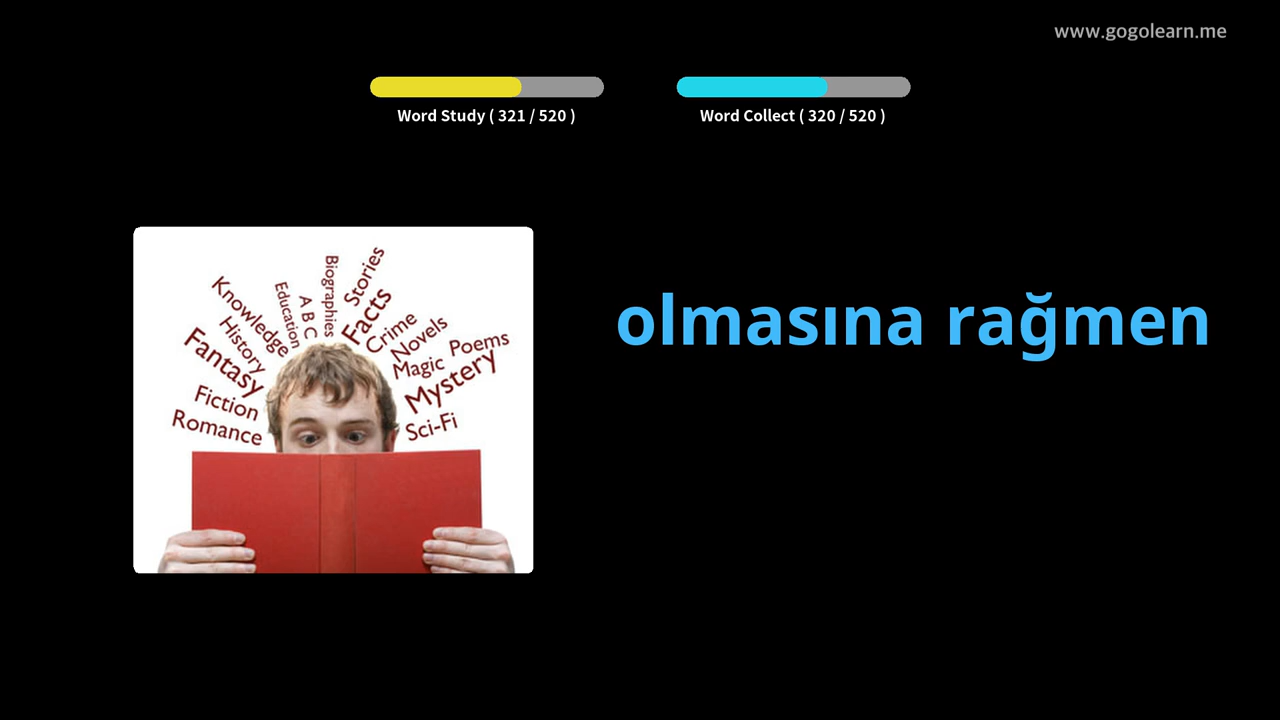 www.gogolearn.me
Word Study ( 321 / 520 )
Word Collect ( 320 / 520 )
olmasına rağmen
Knowledge
History
Fantasy
Fiction
Romance
Education
A B C
Biographies
Stories
Facts
Crime
Novels
Magic
Poems
Mystery
Sci-Fi